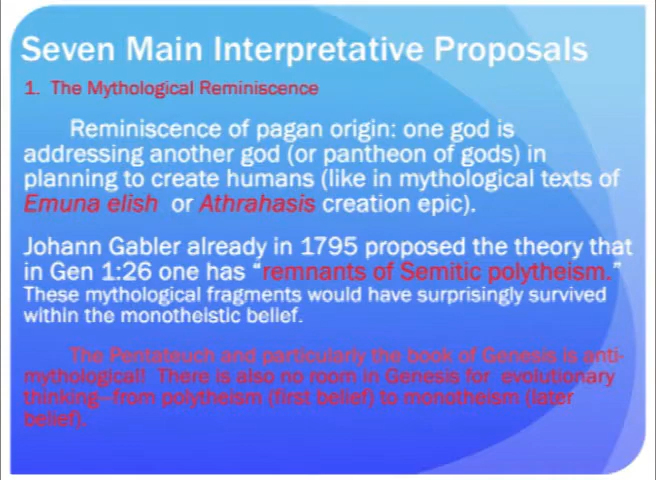 Seven Main Interpretative Proposals
1. The Mythological Reminiscence
Reminiscence of pagan origin: one god is
addressing another god (or pantheon of gods) in
planning to create humans (like in mythological texts of
Emuna elish or Athrahasis creation epic).
Johann Gabler already in 1795 proposed the theory that
in Gen 1:26 one has “remnants of Semitic polytheism.”
These mythological fragments would have surprisingly survived
within the monotheistic belief.
The Pentateuch and particularly the book of Genesis is anti-
mythological! There is also no room in Genesis for evolutionary
thinking—from polytheism (first belief) to monotheism (later
belief).